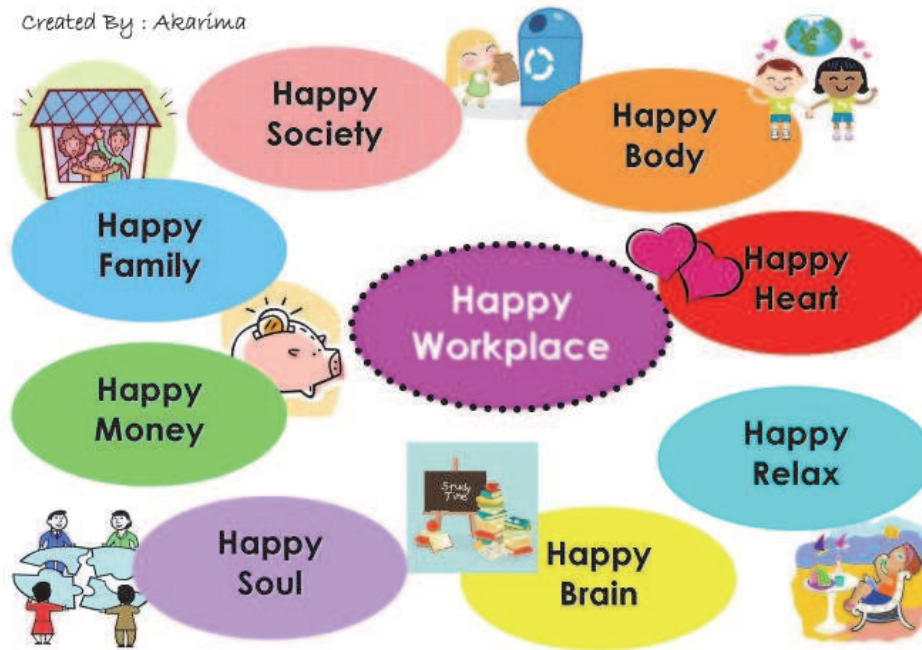 Created By : Akarima
Happy
Society
Happy
Body
Happy
Family
Happy
Heart
Happy
Workplace
Happy
Money
Happy
Relax
Study
Time
Happy
Soul
Happy
Brain